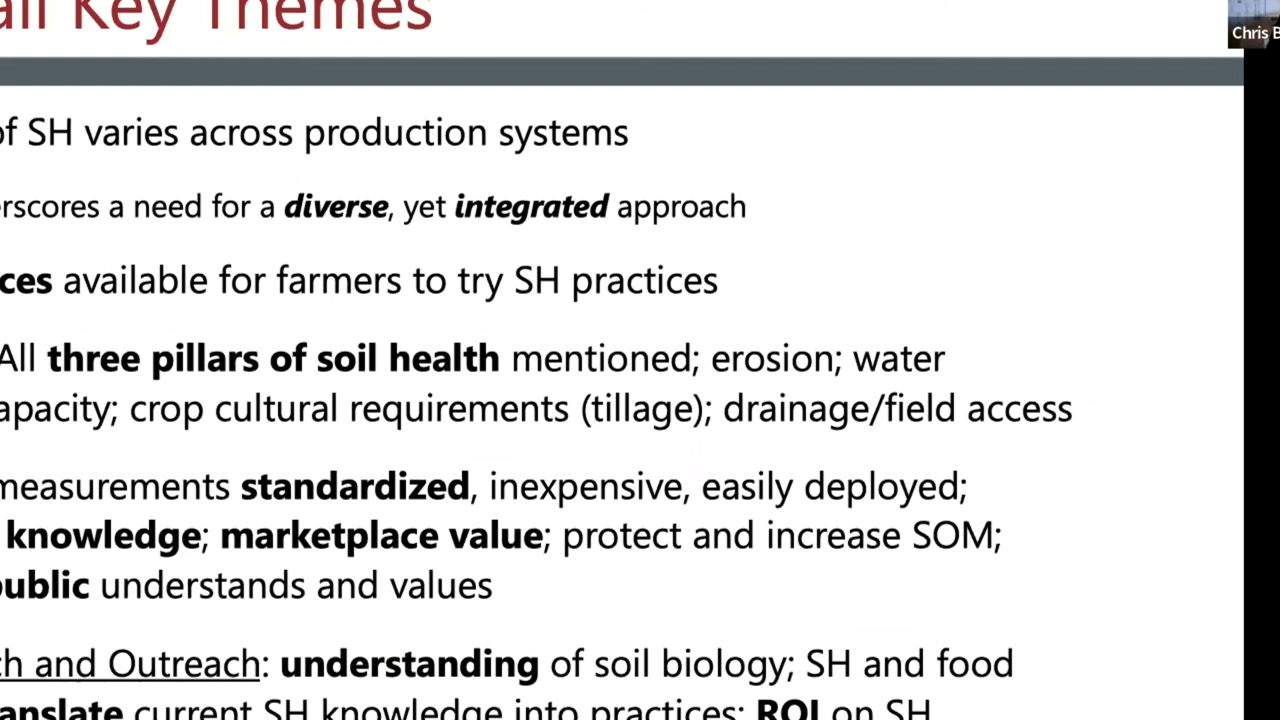 all Key Themes
Chris B
of SH varies across production systems
erscores a need for a diverse, yet integrated approach
ces available for farmers to try SH practices
All three pillars of soil health mentioned; erosion; water
apacity; crop cultural requirements (tillage); drainage/field access
measurements standardized, inexpensive, easily deployed;
knowledge; marketplace value; protect and increase SOM;
public understands and values
ch and Outreach: understanding of soil biology; SH and food
anslate current SH knowledge into practices; ROI on SH